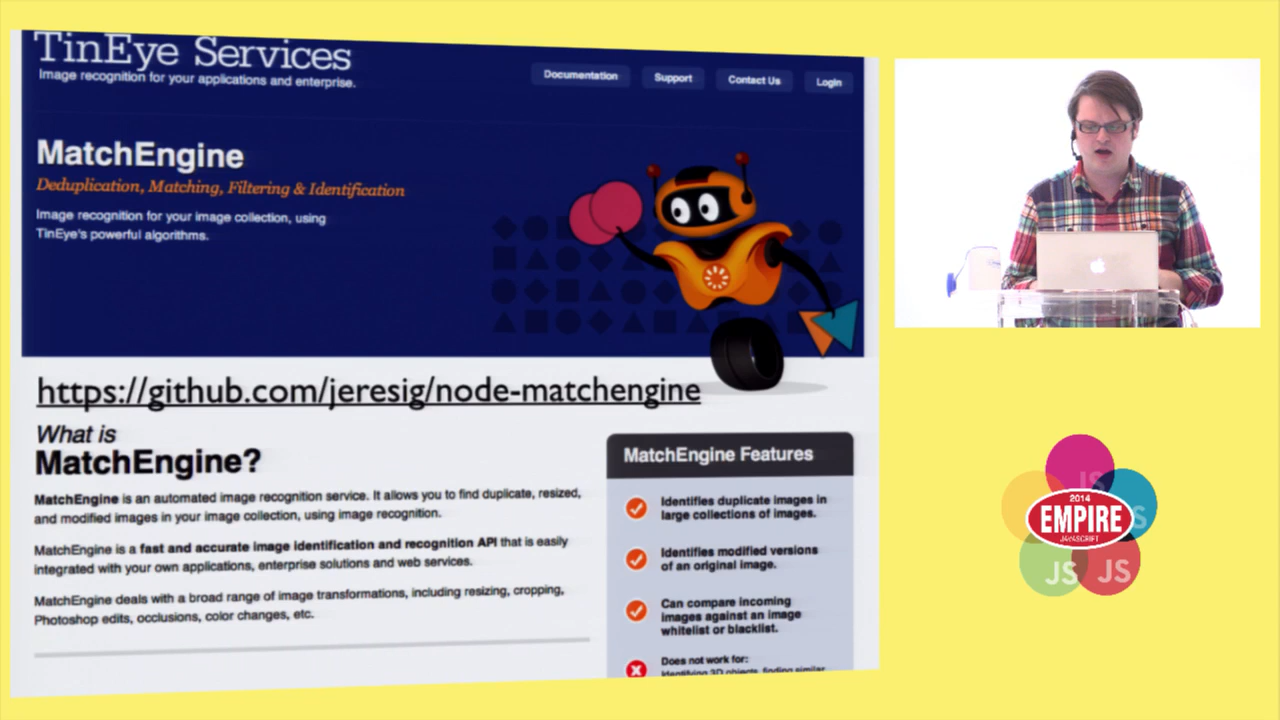 TinEye Services
Image recognition for your applications and enterprise.
Documentation
Support
Contact Us
Login
MatchEngine
Deduplication, Matching, Filtering & Identification
Image recognition for your image collection, using
TinEye's powerful algorithms.
https://github.com/jeresig/node-matchengine
What is
MatchEngine?
MatchEngine is an automated image recognition service. It allows you to find duplicate, resized,
and modified images in your image collection, using image recognition.
MatchEngine is a fast and accurate image identification and recognition API that is easily
integrated with your own applications, enterprise solutions and web services.
MatchEngine deals with a broad range of image transformations, including resizing, cropping,
Photoshop edits, occlusions, color changes, etc.
MatchEngine Features
Identifies duplicate images in
large collections of images.
Identifies modified versions
of an original image.
Can compare incoming
images against an image
whitelist or blacklist.
Does not work for:
Identifying 3D objects, finding similar
JS
2014
EMPIRE
JAVASCRIPT
JS
JS
JS